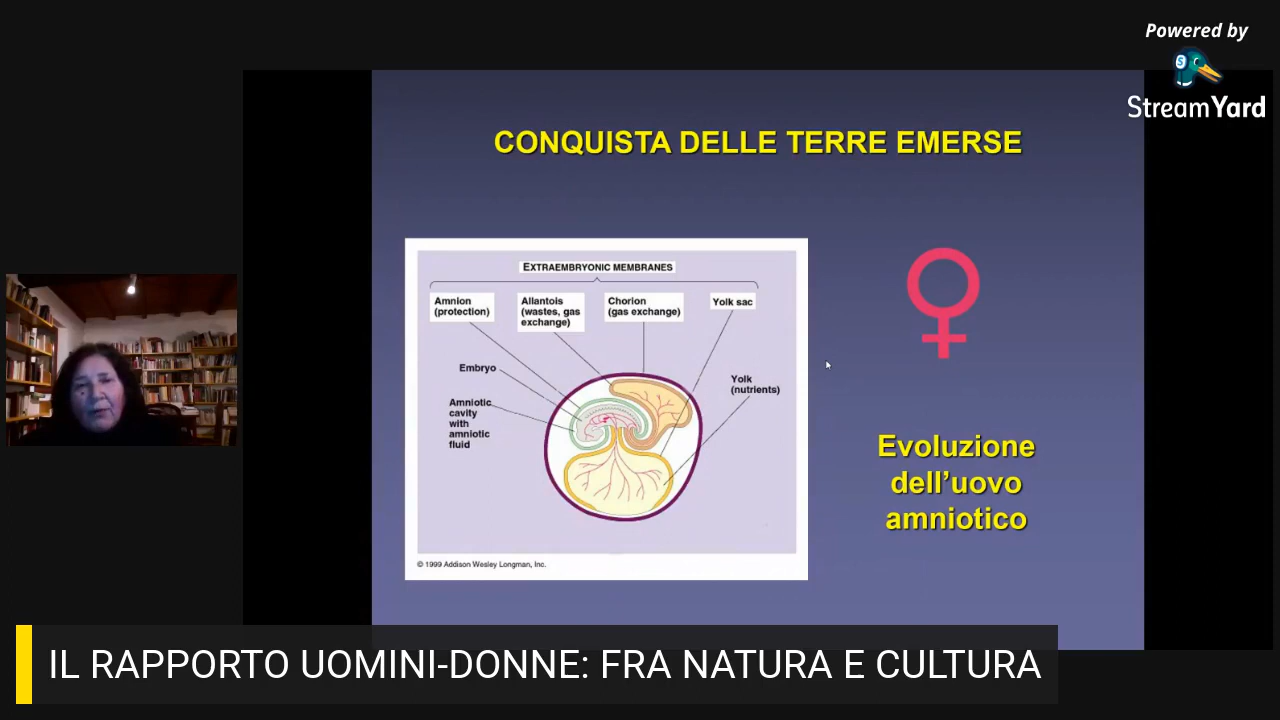 Powered by
StreamYard
CONQUISTA DELLE TERRE EMERSE
EXTRAEMBRYONIC MEMBRANES
Amnion
(protection)
Allantois
(wastes, gas
exchange)
Chorion
(gas exchange)
Yolk sac
Embryo
Yolk
(nutrients)
Amniotic
cavity
with
amniotic
fluid
© 1999 Addison Wesley Longman, Inc.
Evoluzione
dell’uovo
amniotico
IL RAPPORTO UOMINI-DONNE: FRA NATURA E CULTURA